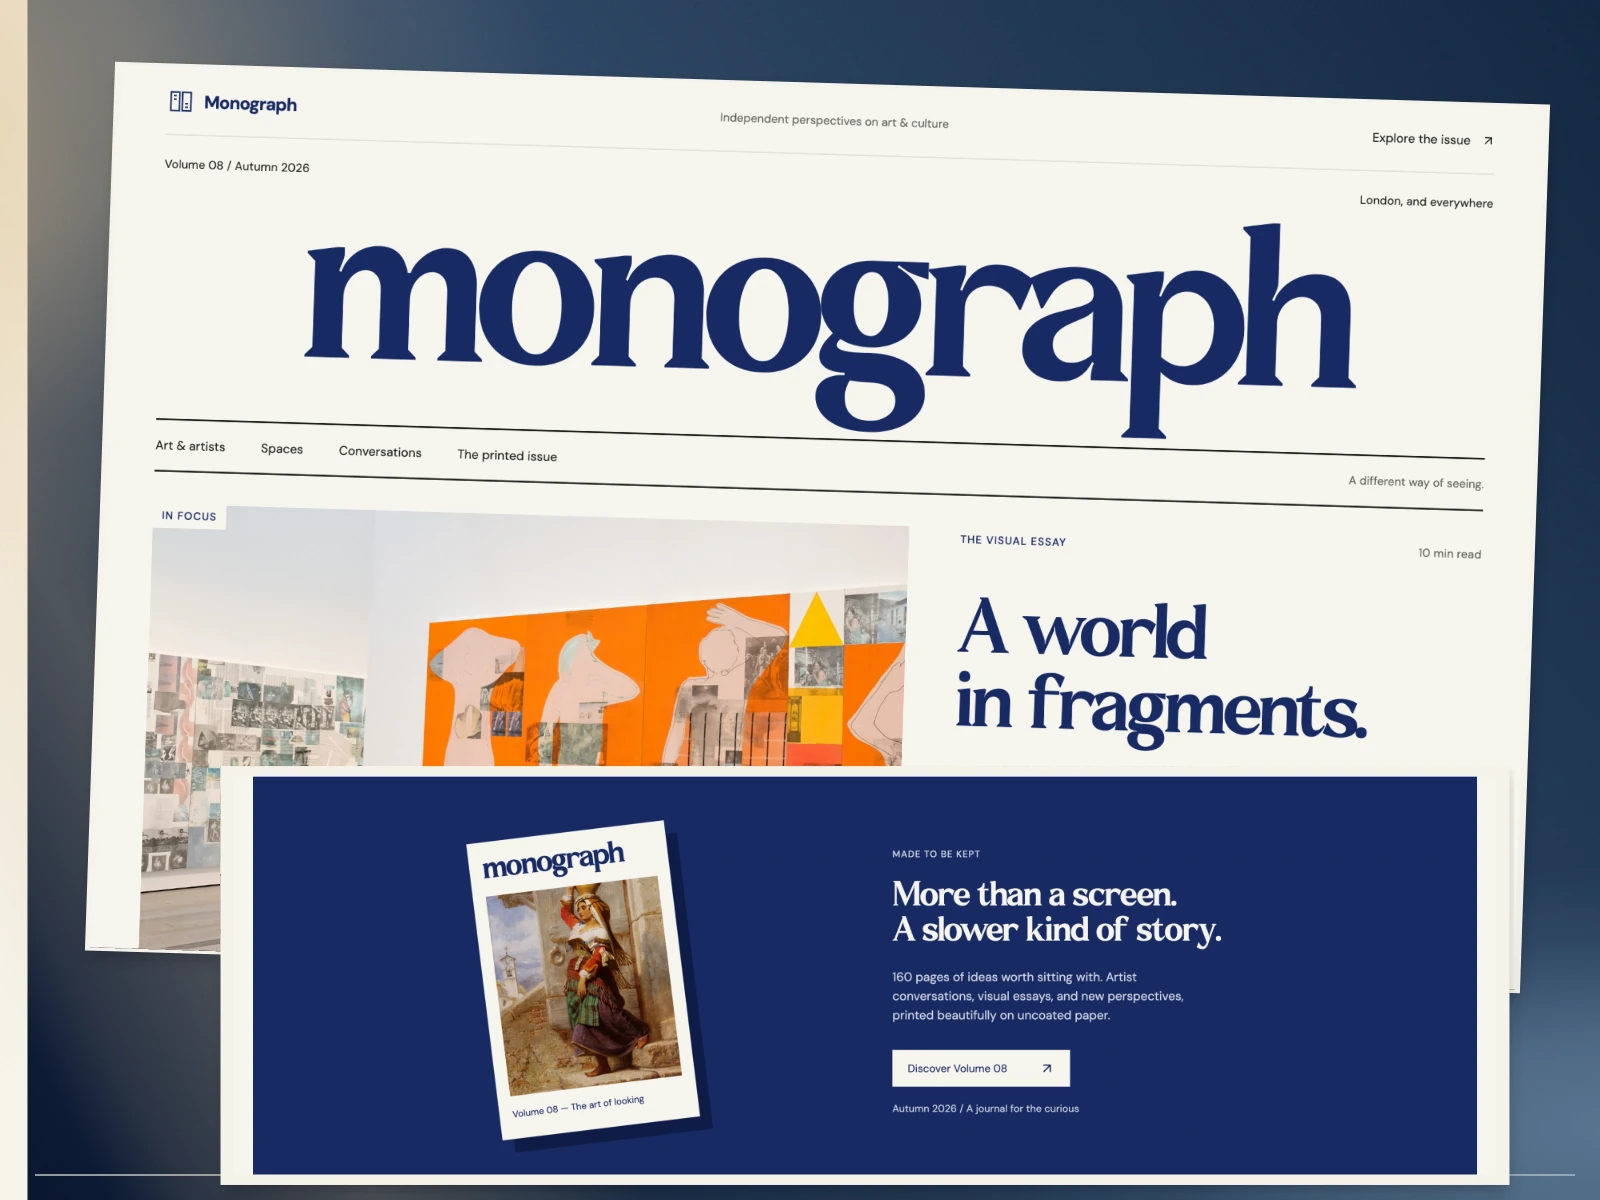 Monograph
Independent perspectives on art & culture
Explore the issue
Volume 08 / Autumn 2026
London, and everywhere
monograph
Art & artists
Spaces
Conversations
The printed issue
A different way of seeing.
IN FOCUS
THE VISUAL ESSAY
10 min read
A world
in fragments.
monograph
Volume 08 — The art of looking
MADE TO BE KEPT
More than a screen.
A slower kind of story.
160 pages of ideas worth sitting with. Artist
conversations, visual essays, and new perspectives,
printed beautifully on uncoated paper.
Discover Volume 08
Autumn 2026 / A journal for the curious